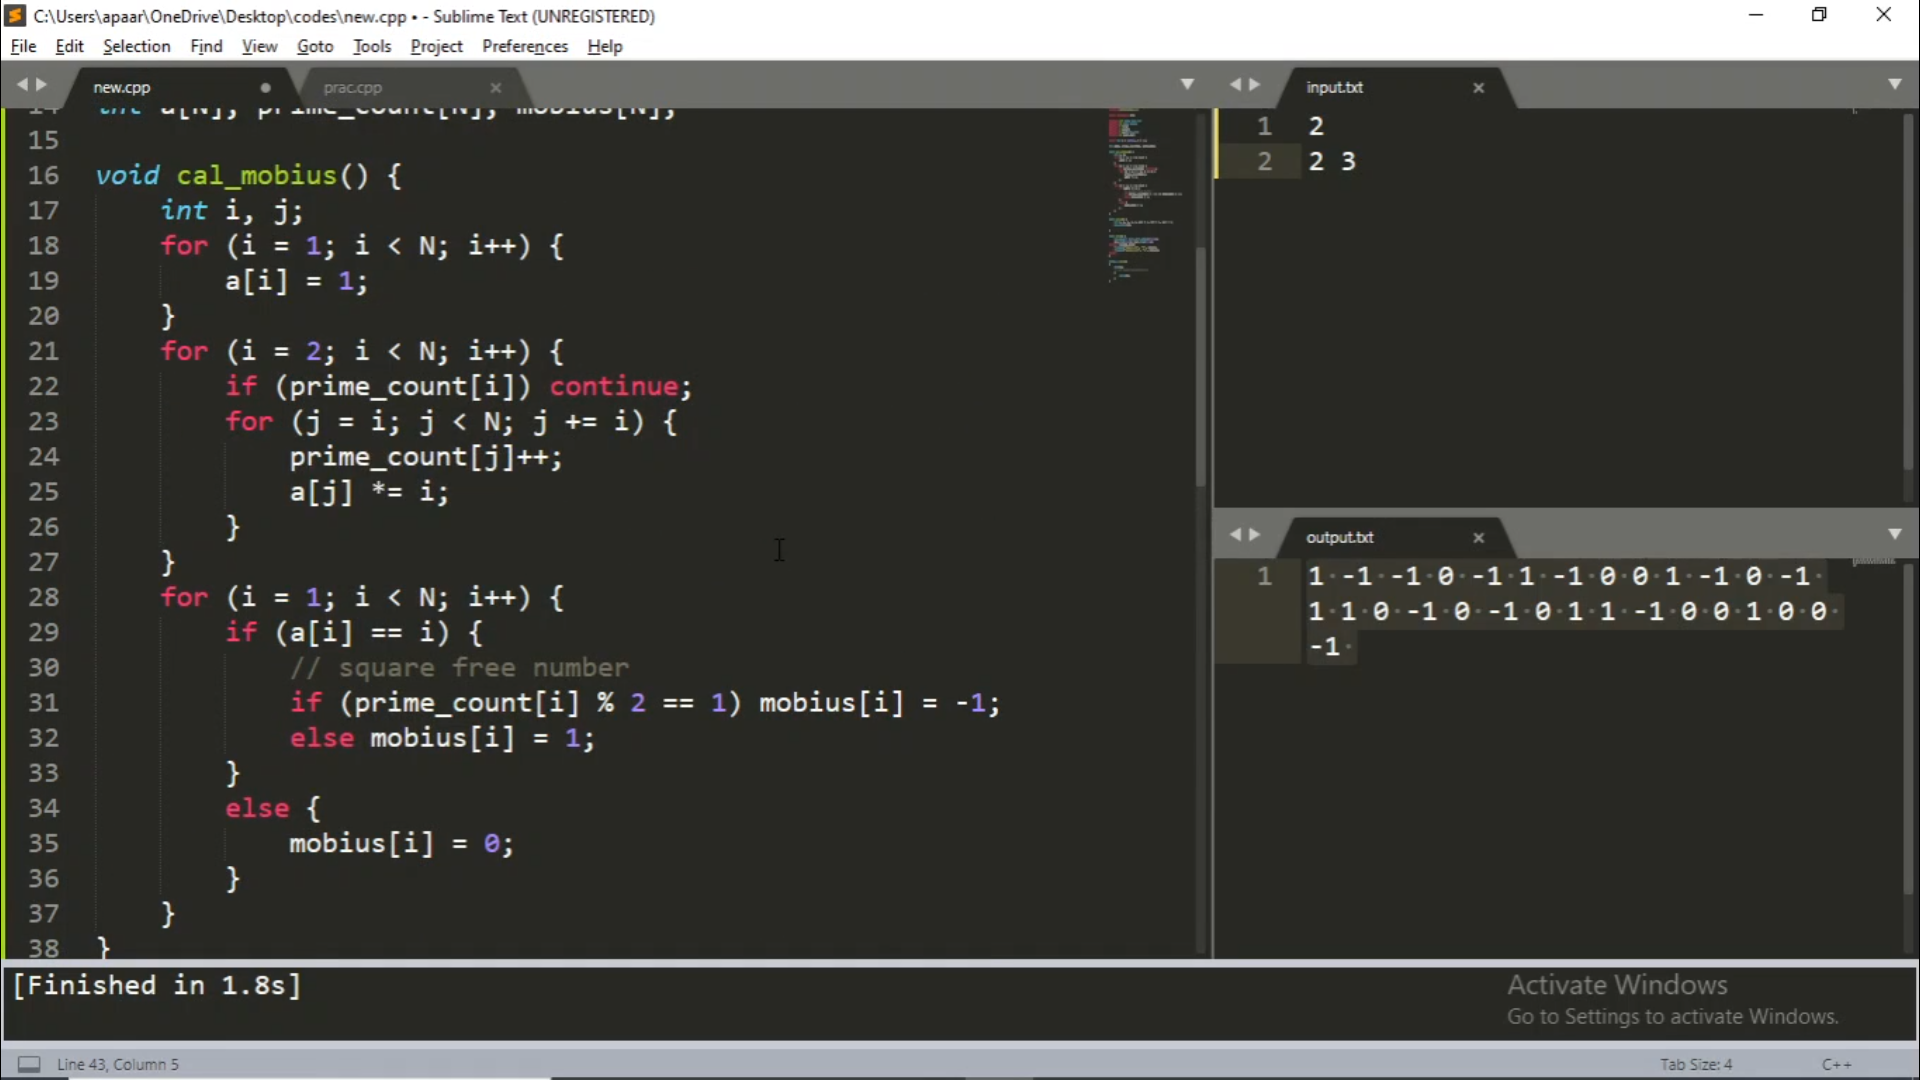 C:\Users\apaar\OneDrive\Desktop\codes\new.cpp • - Sublime Text (UNREGISTERED)
File Edit Selection Find View Goto Tools Project Preferences Help
new.cpp
prac.cpp
14 int a[N], prime_count[N], mobius[N];
15
16 void cal_mobius() {
17 int i, j;
18 for (i = 1; i < N; i++) {
19 a[i] = 1;
20 }
21 for (i = 2; i < N; i++) {
22 if (prime_count[i]) continue;
23 for (j = i; j < N; j += i) {
24 prime_count[j]++;
25 a[j] *= i;
26 }
27 }
28 for (i = 1; i < N; i++) {
29 if (a[i] == i) {
30 // square free number
31 if (prime_count[i] % 2 == 1) mobius[i] = -1;
32 else mobius[i] = 1;
33 }
34 else {
35 mobius[i] = 0;
36 }
37 }
38 }
input.txt
1 2
2 2 3
output.txt
1 1 -1 -1 0 -1 1 -1 0 0 1 -1 0 -1
1 1 0 -1 0 -1 0 1 1 -1 0 0 1 0 0
-1
[Finished in 1.8s]
Activate Windows
Go to Settings to activate Windows.
Line 43, Column 5
Tab Size: 4
C++